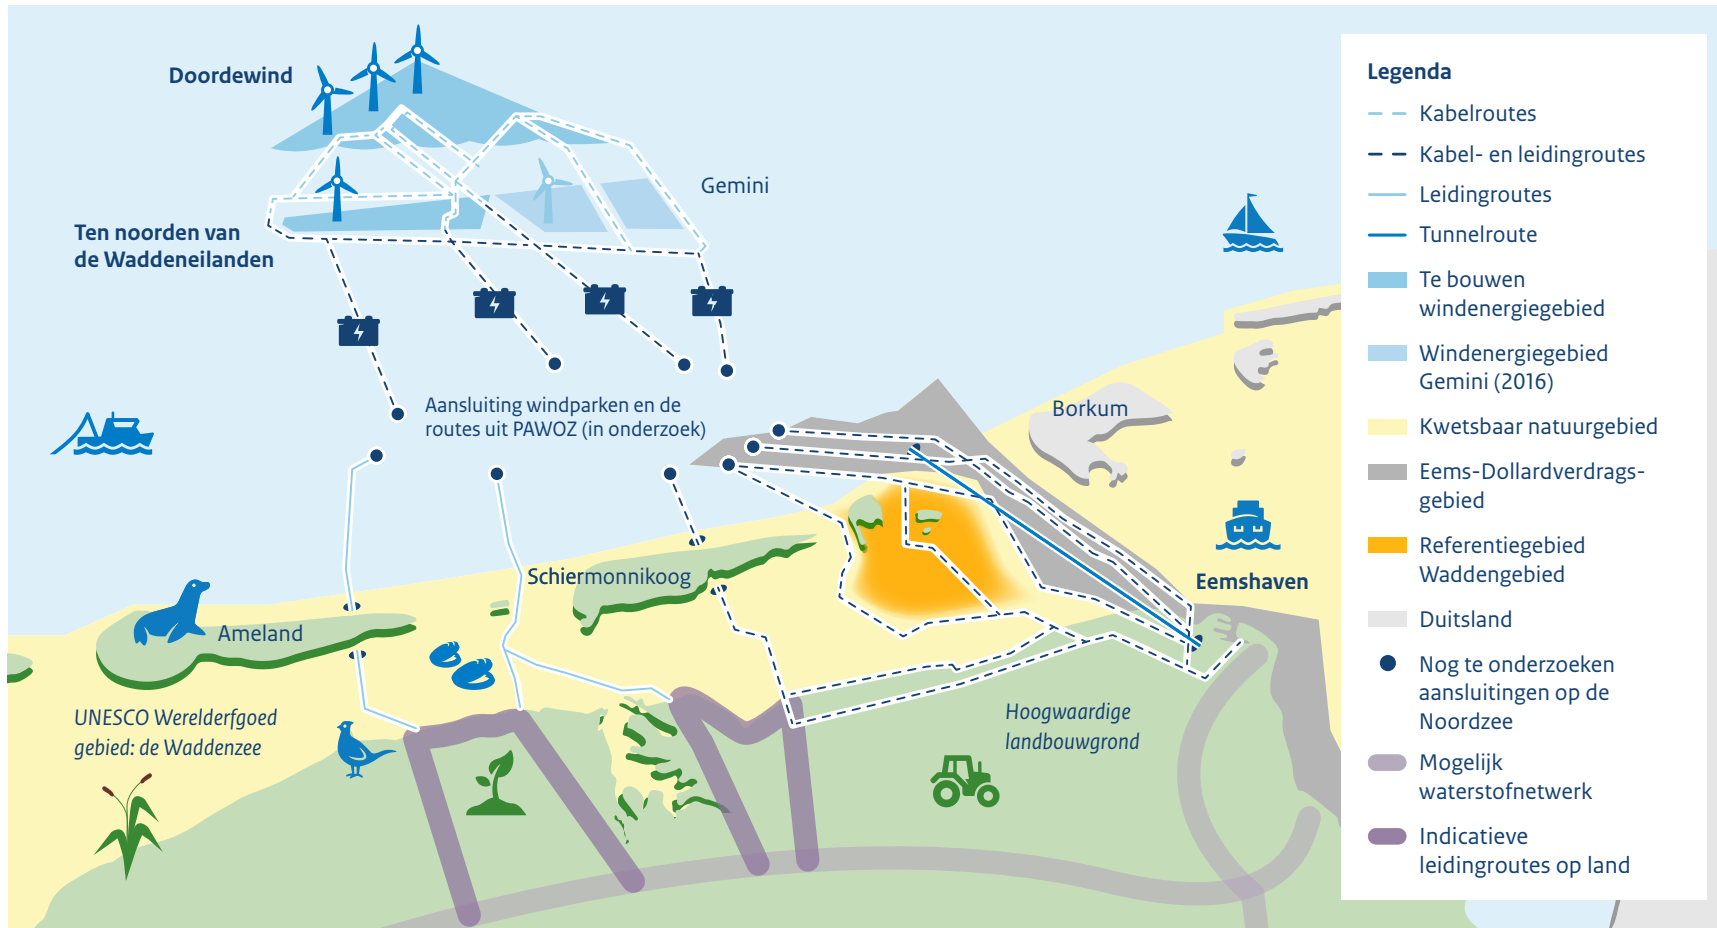 Doordewind
Gemini
Ten noorden van
de Waddeneilanden
Aansluiting windparken en de
routes uit PAWOZ (in onderzoek)
Borkum
Schiermonnikoog
Ameland
Eemshaven
UNESCO Werelderfgoed
gebied: de Waddenzee
Hoogwaardige
landbouwgrond
Legenda
Kabelroutes
Kabel- en leidingroutes
Leidingroutes
Tunnelroute
Te bouwen
windenergiegebied
Windenergiegebied
Gemini (2016)
Kwetsbaar natuurgebied
Eems-Dollardverdrags-
gebied
Referentiegebied
Waddengebied
Duitsland
Nog te onderzoeken
aansluitingen op de
Noordzee
Mogelijk
waterstofnetwerk
Indicatieve
leidingroutes op land